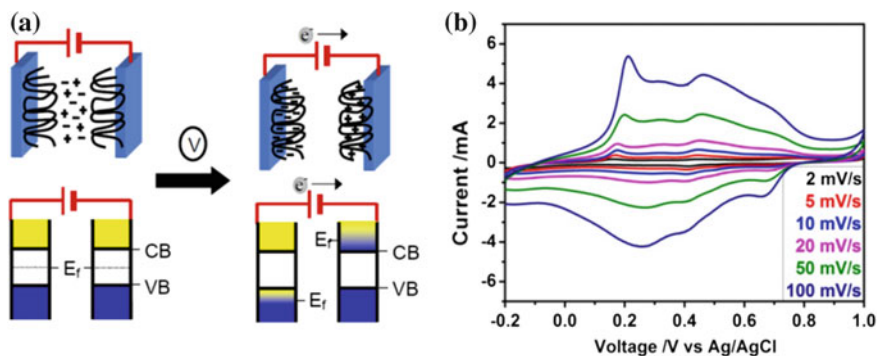 (a)
e
- + -
+ - +
- + -
+ - +
- + -
V
e
E_f
CB
VB
E_f
CB
VB
E_f
(b)
Current /mA
6
4
2
0
-2
-4
-6
2 mV/s
5 mV/s
10 mV/s
20 mV/s
50 mV/s
100 mV/s
-0.2 0.0 0.2 0.4 0.6 0.8 1.0
Voltage /V vs Ag/AgCl